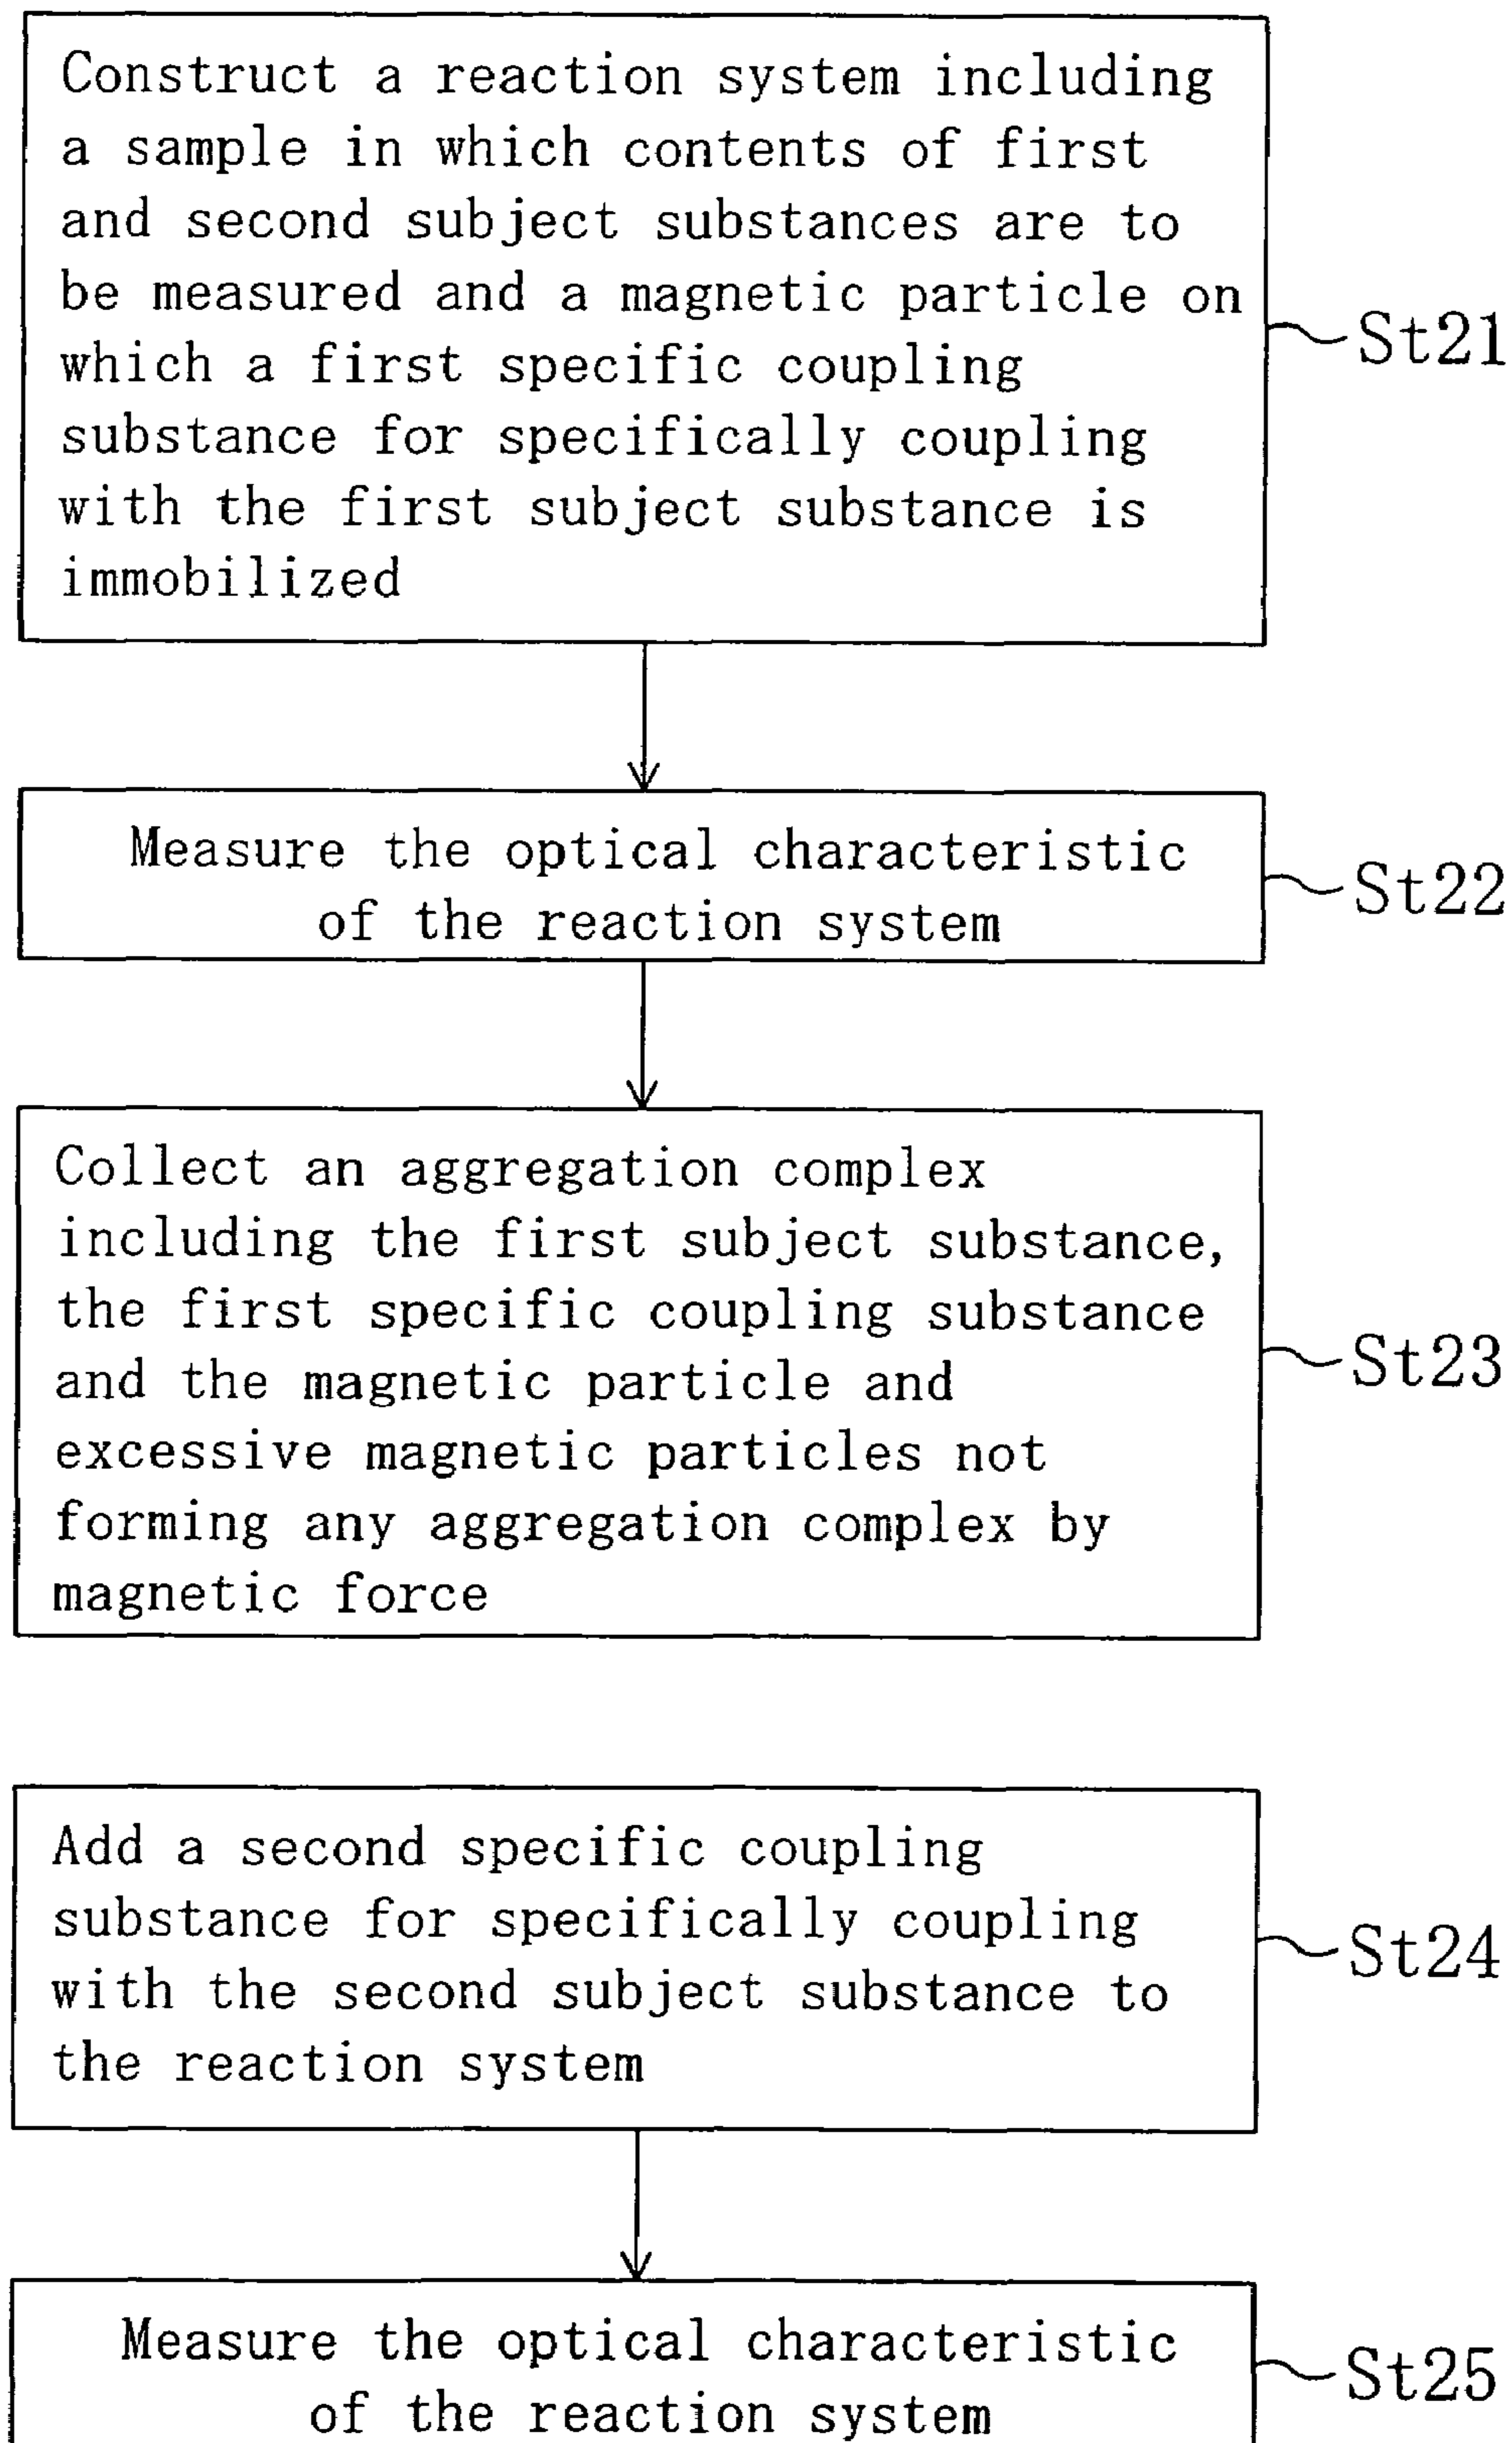 Construct a reaction system including
a sample in which contents of first
and second subject substances are to
be measured and a magnetic particle on
which a first specific coupling
substance for specifically coupling
with the first subject substance is
immobilized
St21
Measure the optical characteristic
of the reaction system
St22
Collect an aggregation complex
including the first subject substance,
the first specific coupling substance
and the magnetic particle and
excessive magnetic particles not
forming any aggregation complex by
magnetic force
St23
Add a second specific coupling
substance for specifically coupling
with the second subject substance to
the reaction system
St24
Measure the optical characteristic
of the reaction system
St25